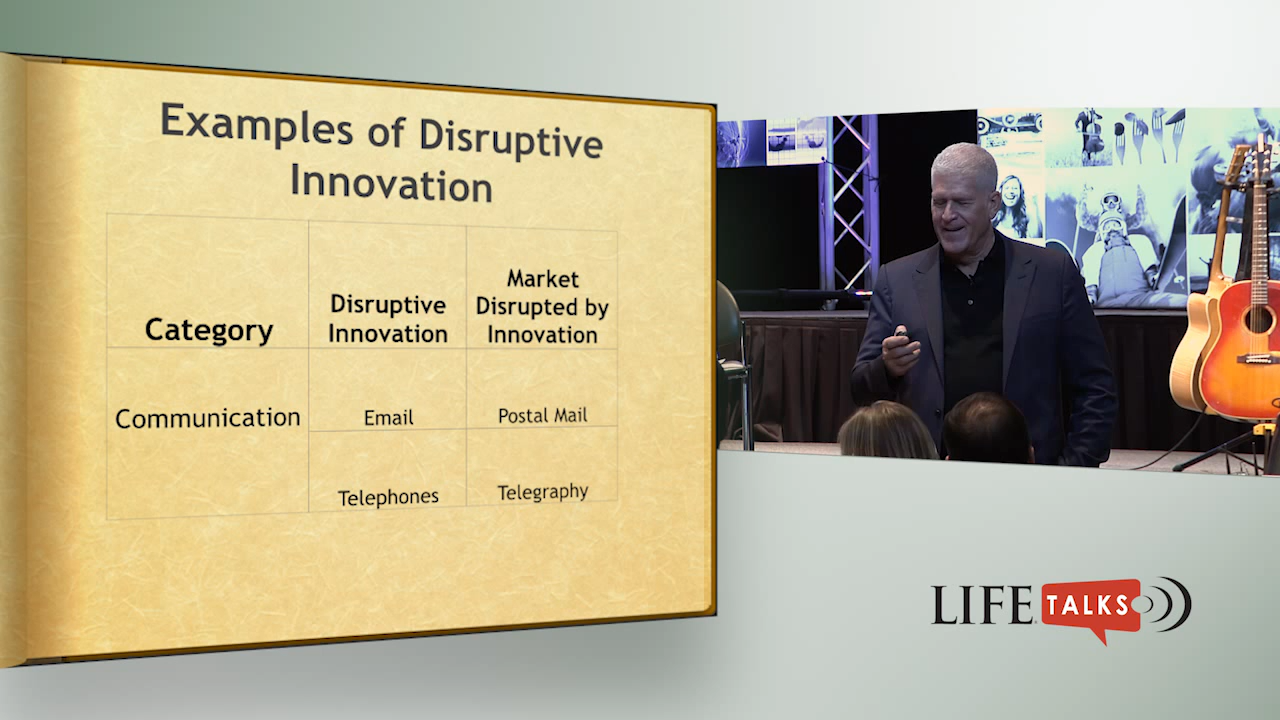 Examples of Disruptive
Innovation
Category
Disruptive
Innovation
Market
Disrupted by
Innovation
Communication
Email
Postal Mail
Telephones
Telegraphy
LIFE TALKS